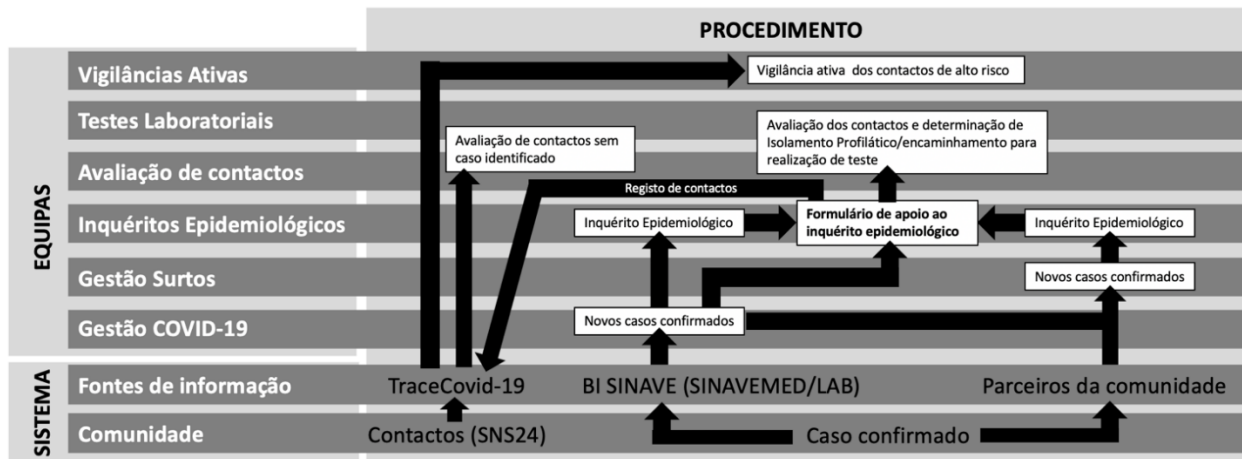 PROCEDIMENTO
EQUIPAS
Vigilâncias Ativas
Vigilância ativa dos contactos de alto risco
Testes Laboratoriais
Avaliação de contactos sem
caso identificado
Avaliação dos contactos e determinação de
Isolamento Profilático/encaminhamento para
realização de teste
Avaliação de contactos
Registo de contactos
Inquéritos Epidemiológicos
Inquérito Epidemiológico
Formulário de apoio ao
inquérito epidemiológico
Inquérito Epidemiológico
Gestão Surtos
Novos casos confirmados
Gestão COVID-19
Novos casos confirmados
SISTEMA
Fontes de informação
TraceCovid-19
BI SINAVE (SINAVEMED/LAB)
Parceiros da comunidade
Comunidade
Contactos (SNS24)
Caso confirmado